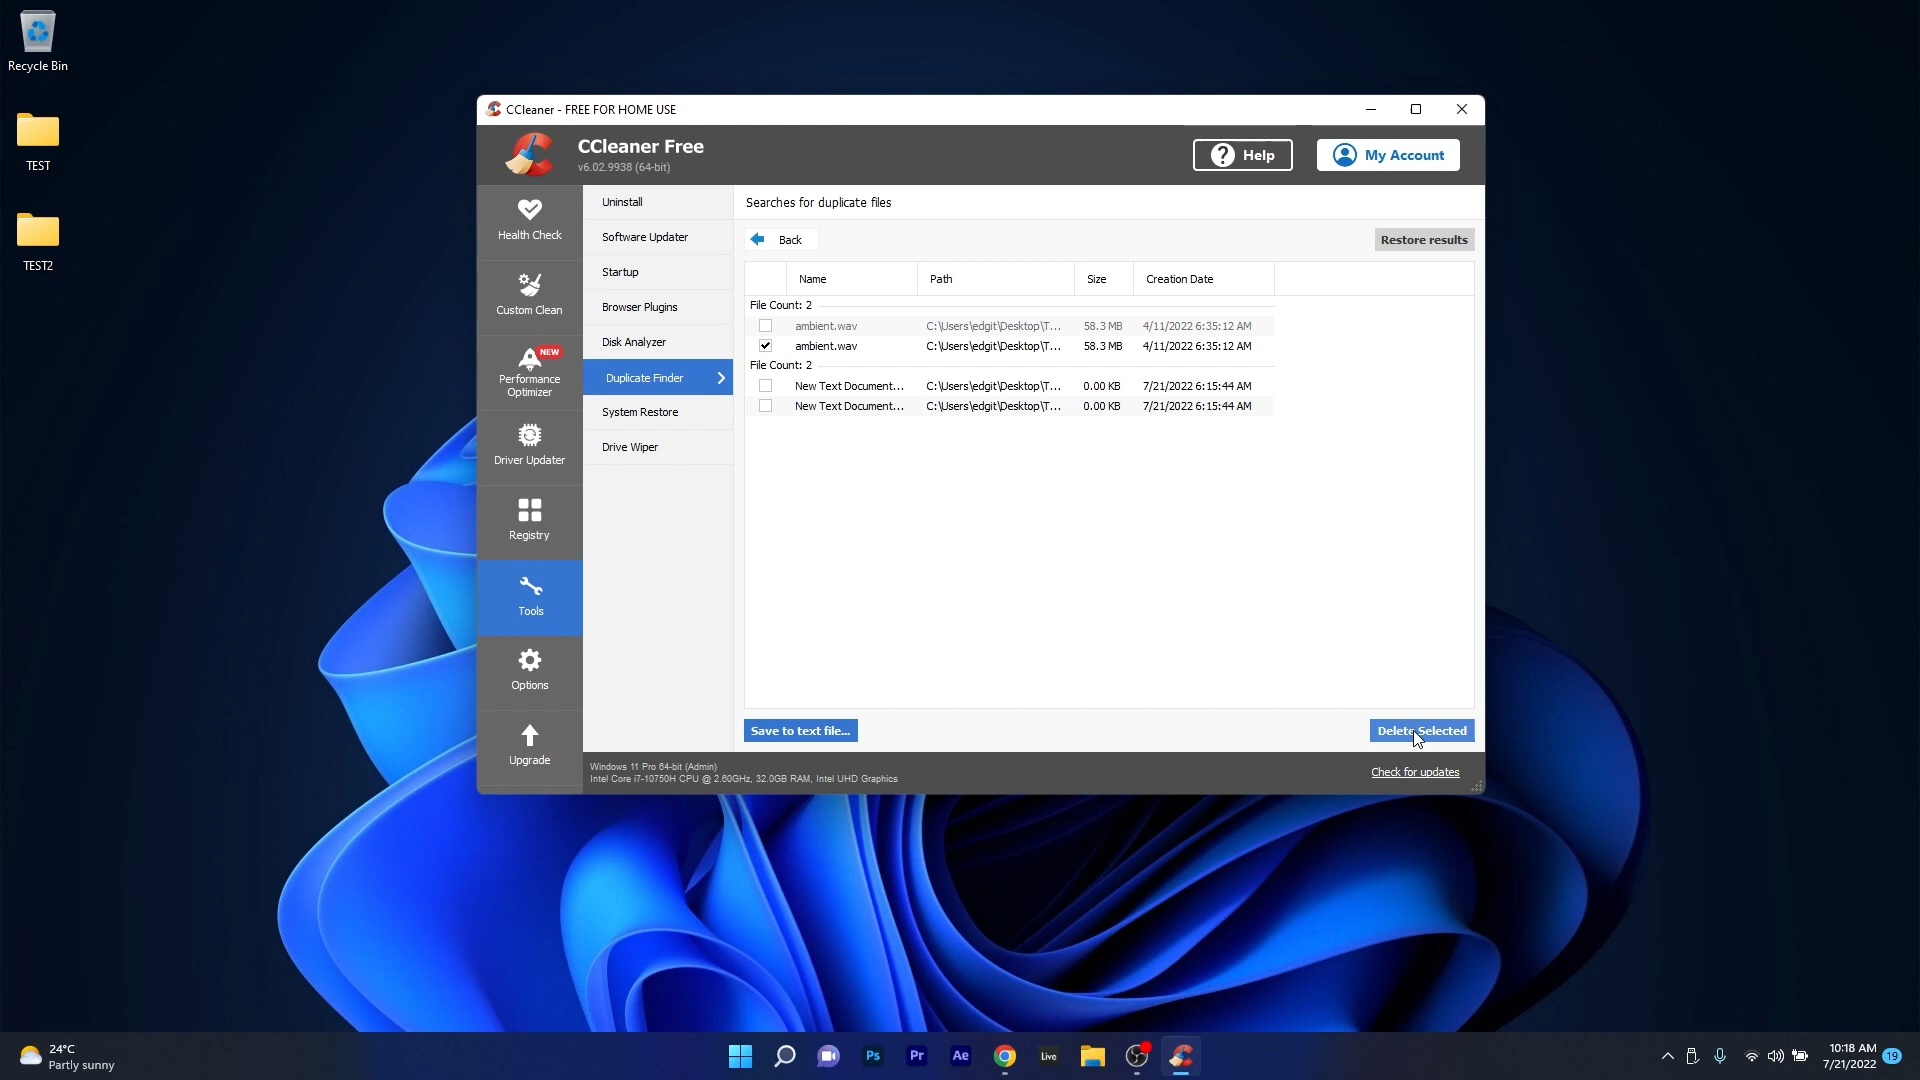 Recycle Bin
TEST
TEST2
CCleaner - FREE FOR HOME USE
CCleaner Free
v6.02.9938 (64-bit)
? Help
My Account
Health Check
Custom Clean
NEW
Performance
Optimizer
Driver Updater
Registry
Tools
Options
Upgrade
Uninstall
Software Updater
Startup
Browser Plugins
Disk Analyzer
Duplicate Finder
System Restore
Drive Wiper
Searches for duplicate files
Back
Restore results
Name Path Size Creation Date
File Count: 2
ambient.wav C:\Users\edgit\Desktop\T... 58.3 MB 4/11/2022 6:35:12 AM
ambient.wav C:\Users\edgit\Desktop\T... 58.3 MB 4/11/2022 6:35:12 AM
File Count: 2
New Text Document... C:\Users\edgit\Desktop\T... 0.00 KB 7/21/2022 6:15:44 AM
New Text Document... C:\Users\edgit\Desktop\T... 0.00 KB 7/21/2022 6:15:44 AM
Save to text file...
Delete Selected
Windows 11 Pro 64-bit (Admin)
Intel Core i7-10750H CPU @ 2.60GHz, 32.0GB RAM, Intel UHD Graphics
Check for updates
24°C
Partly sunny
Ps
Pr
Ae
Live
10:18 AM
7/21/2022
19